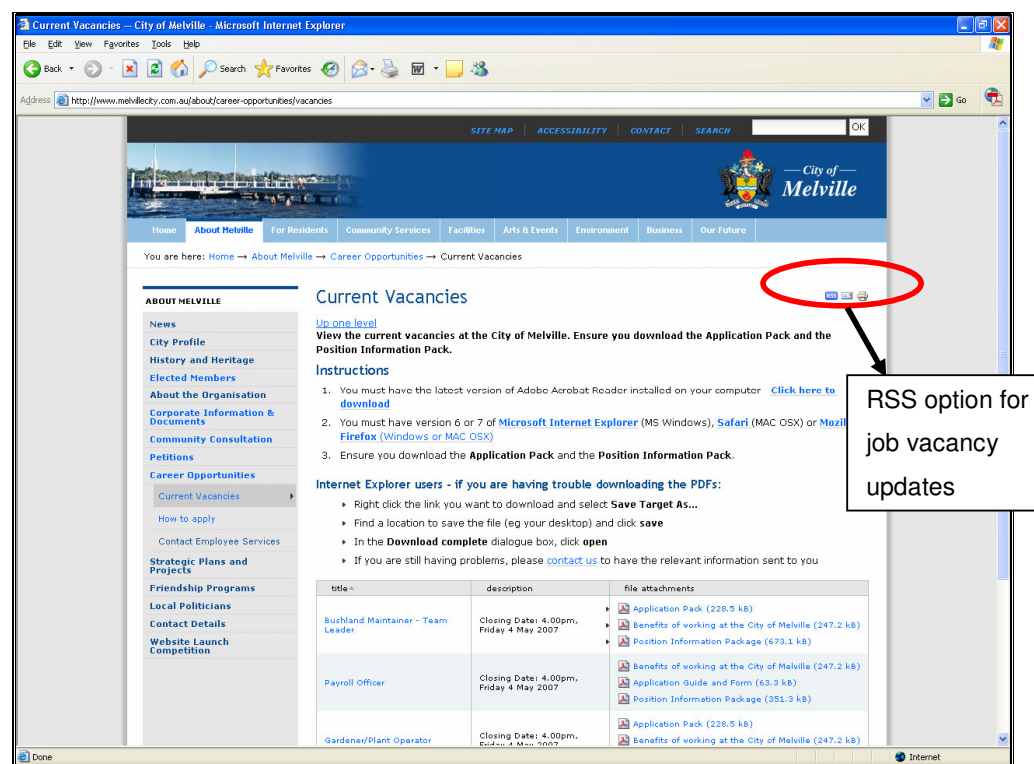 Current Vacancies — City of Melville - Microsoft Internet Explorer
File Edit View Favorites Tools Help
Back Search Favorites
Address http://www.melvillecity.com.au/about/career-opportunities/vacancies Go
SITE MAP ACCESSIBILITY CONTACT SEARCH OK
City of
Melville
Home About Melville For Residents Community Services Facilities Arts & Events Environment Business Our Future
You are here: Home → About Melville → Career Opportunities → Current Vacancies
ABOUT MELVILLE
News
City Profile
History and Heritage
Elected Members
About the Organisation
Corporate Information &
Documents
Community Consultation
Petitions
Career Opportunities
Current Vacancies
How to apply
Contact Employee Services
Strategic Plans and
Projects
Friendship Programs
Local Politicians
Contact Details
Website Launch
Competition
Current Vacancies
RSS
Up one level
View the current vacancies at the City of Melville. Ensure you download the Application Pack and the
Position Information Pack.
Instructions
1. You must have the latest version of Adobe Acrobat Reader installed on your computer Click here to
download
2. You must have version 6 or 7 of Microsoft Internet Explorer (MS Windows), Safari (MAC OSX) or Mozil
Firefox (Windows or MAC OSX)
3. Ensure you download the Application Pack and the Position Information Pack.
Internet Explorer users - if you are having trouble downloading the PDFs:
Right click the link you want to download and select Save Target As...
Find a location to save the file (eg your desktop) and click save
In the Download complete dialogue box, click open
If you are still having problems, please contact us to have the relevant information sent to you
title description file attachments
Bushland Maintainer - Team
Leader
Closing Date: 4.00pm,
Friday 4 May 2007
Application Pack (228.5 kB)
Benefits of working at the City of Melville (247.2 kB)
Position Information Package (673.1 kB)
Payroll Officer
Closing Date: 4.00pm,
Friday 4 May 2007
Benefits of working at the City of Melville (247.2 kB)
Application Guide and Form (63.3 kB)
Position Information Package (351.3 kB)
Gardener/Plant Operator
Closing Date: 4.00pm,
Friday 4 May 2007
Application Pack (228.5 kB)
Benefits of working at the City of Melville (247.2 kB)
RSS option for
job vacancy
updates
Done Internet